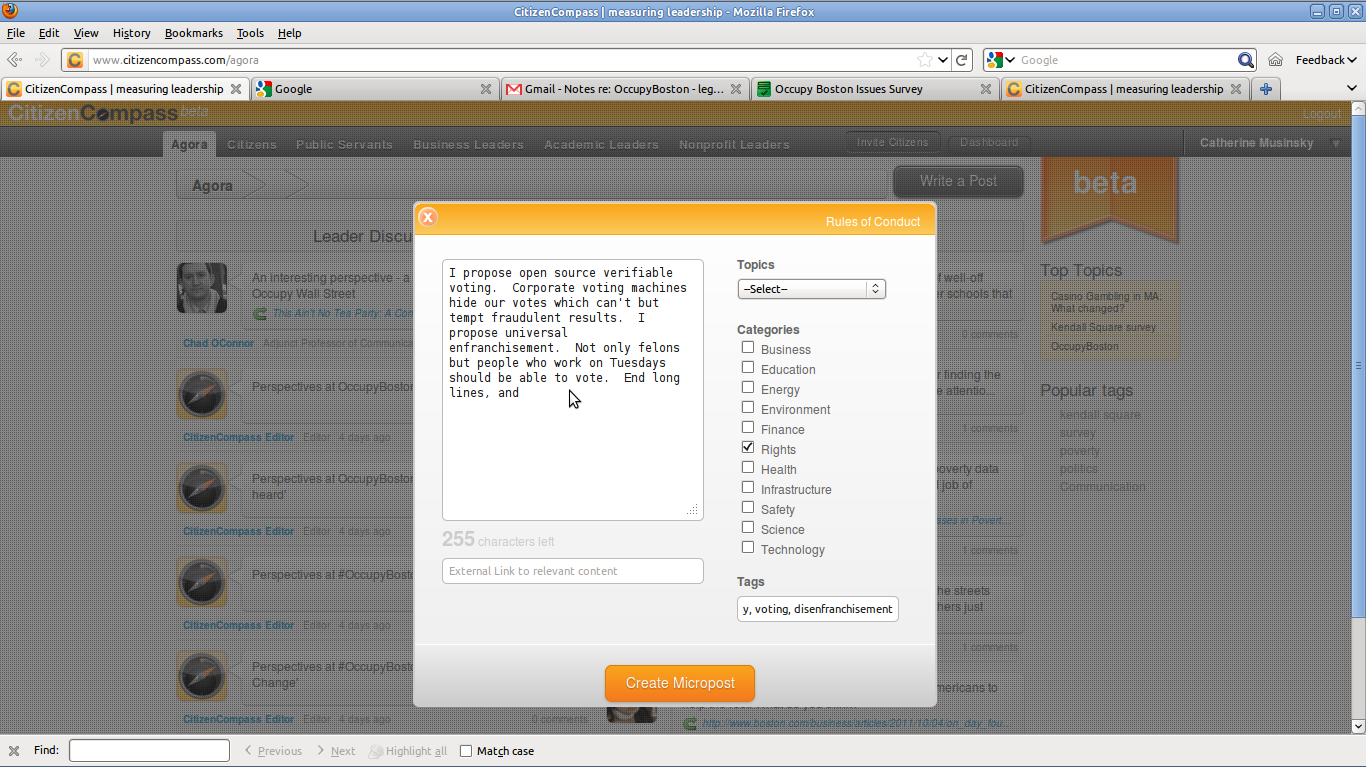 CitizenCompass | measuring leadership - Mozilla Firefox
File Edit View History Bookmarks Tools Help
www.citizencompass.com/agora
Google
Feedback
CitizenCompass | measuring leadership
Google
Gmail - Notes re: OccupyBoston - leg...
Occupy Boston Issues Survey
CitizenCompass | measuring leadership
CitizenCompass beta
Logout
Agora Citizens Public Servants Business Leaders Academic Leaders Nonprofit Leaders
Invite Citizens Dashboard
Catherine Musinsky
Agora
Write a Post
beta
Leader Discu
An interesting perspective - a
Occupy Wall Street
This Ain't No Tea Party: A Con
Chad OConnor Adjunct Professor of Communica
Perspectives at OccupyBoston
CitizenCompass Editor Editor 4 days ago
Perspectives at OccupyBoston
heard'
CitizenCompass Editor Editor 4 days ago
Perspectives at #OccupyBosto
CitizenCompass Editor Editor 4 days ago
Perspectives at #OccupyBosto
Change'
CitizenCompass Editor Editor 4 days ago
0 comments
X
Rules of Conduct
I propose open source verifiable
voting. Corporate voting machines
hide our votes which can't but
tempt fraudulent results. I
propose universal
enfranchisement. Not only felons
but people who work on Tuesdays
should be able to vote. End long
lines, and
255 characters left
External Link to relevant content
Topics
--Select--
Categories
Business
Education
Energy
Environment
Finance
Rights
Health
Infrastructure
Safety
Science
Technology
Tags
y, voting, disenfranchisement
Create Micropost
of well-off
schools that
0 comments
finding the
attentio...
1 comments
poverty data
job of
ases in Povert...
1 comments
he streets
hers just
1 comments
mericans to
http://www.boston.com/business/articles/2011/10/04/on_day_fou...
Top Topics
Casino Gambling in MA.
What changed?
Kendall Square survey
OccupyBoston
Popular tags
kendall square
survey
poverty
politics
Communication
Find:
Previous Next Highlight all Match case